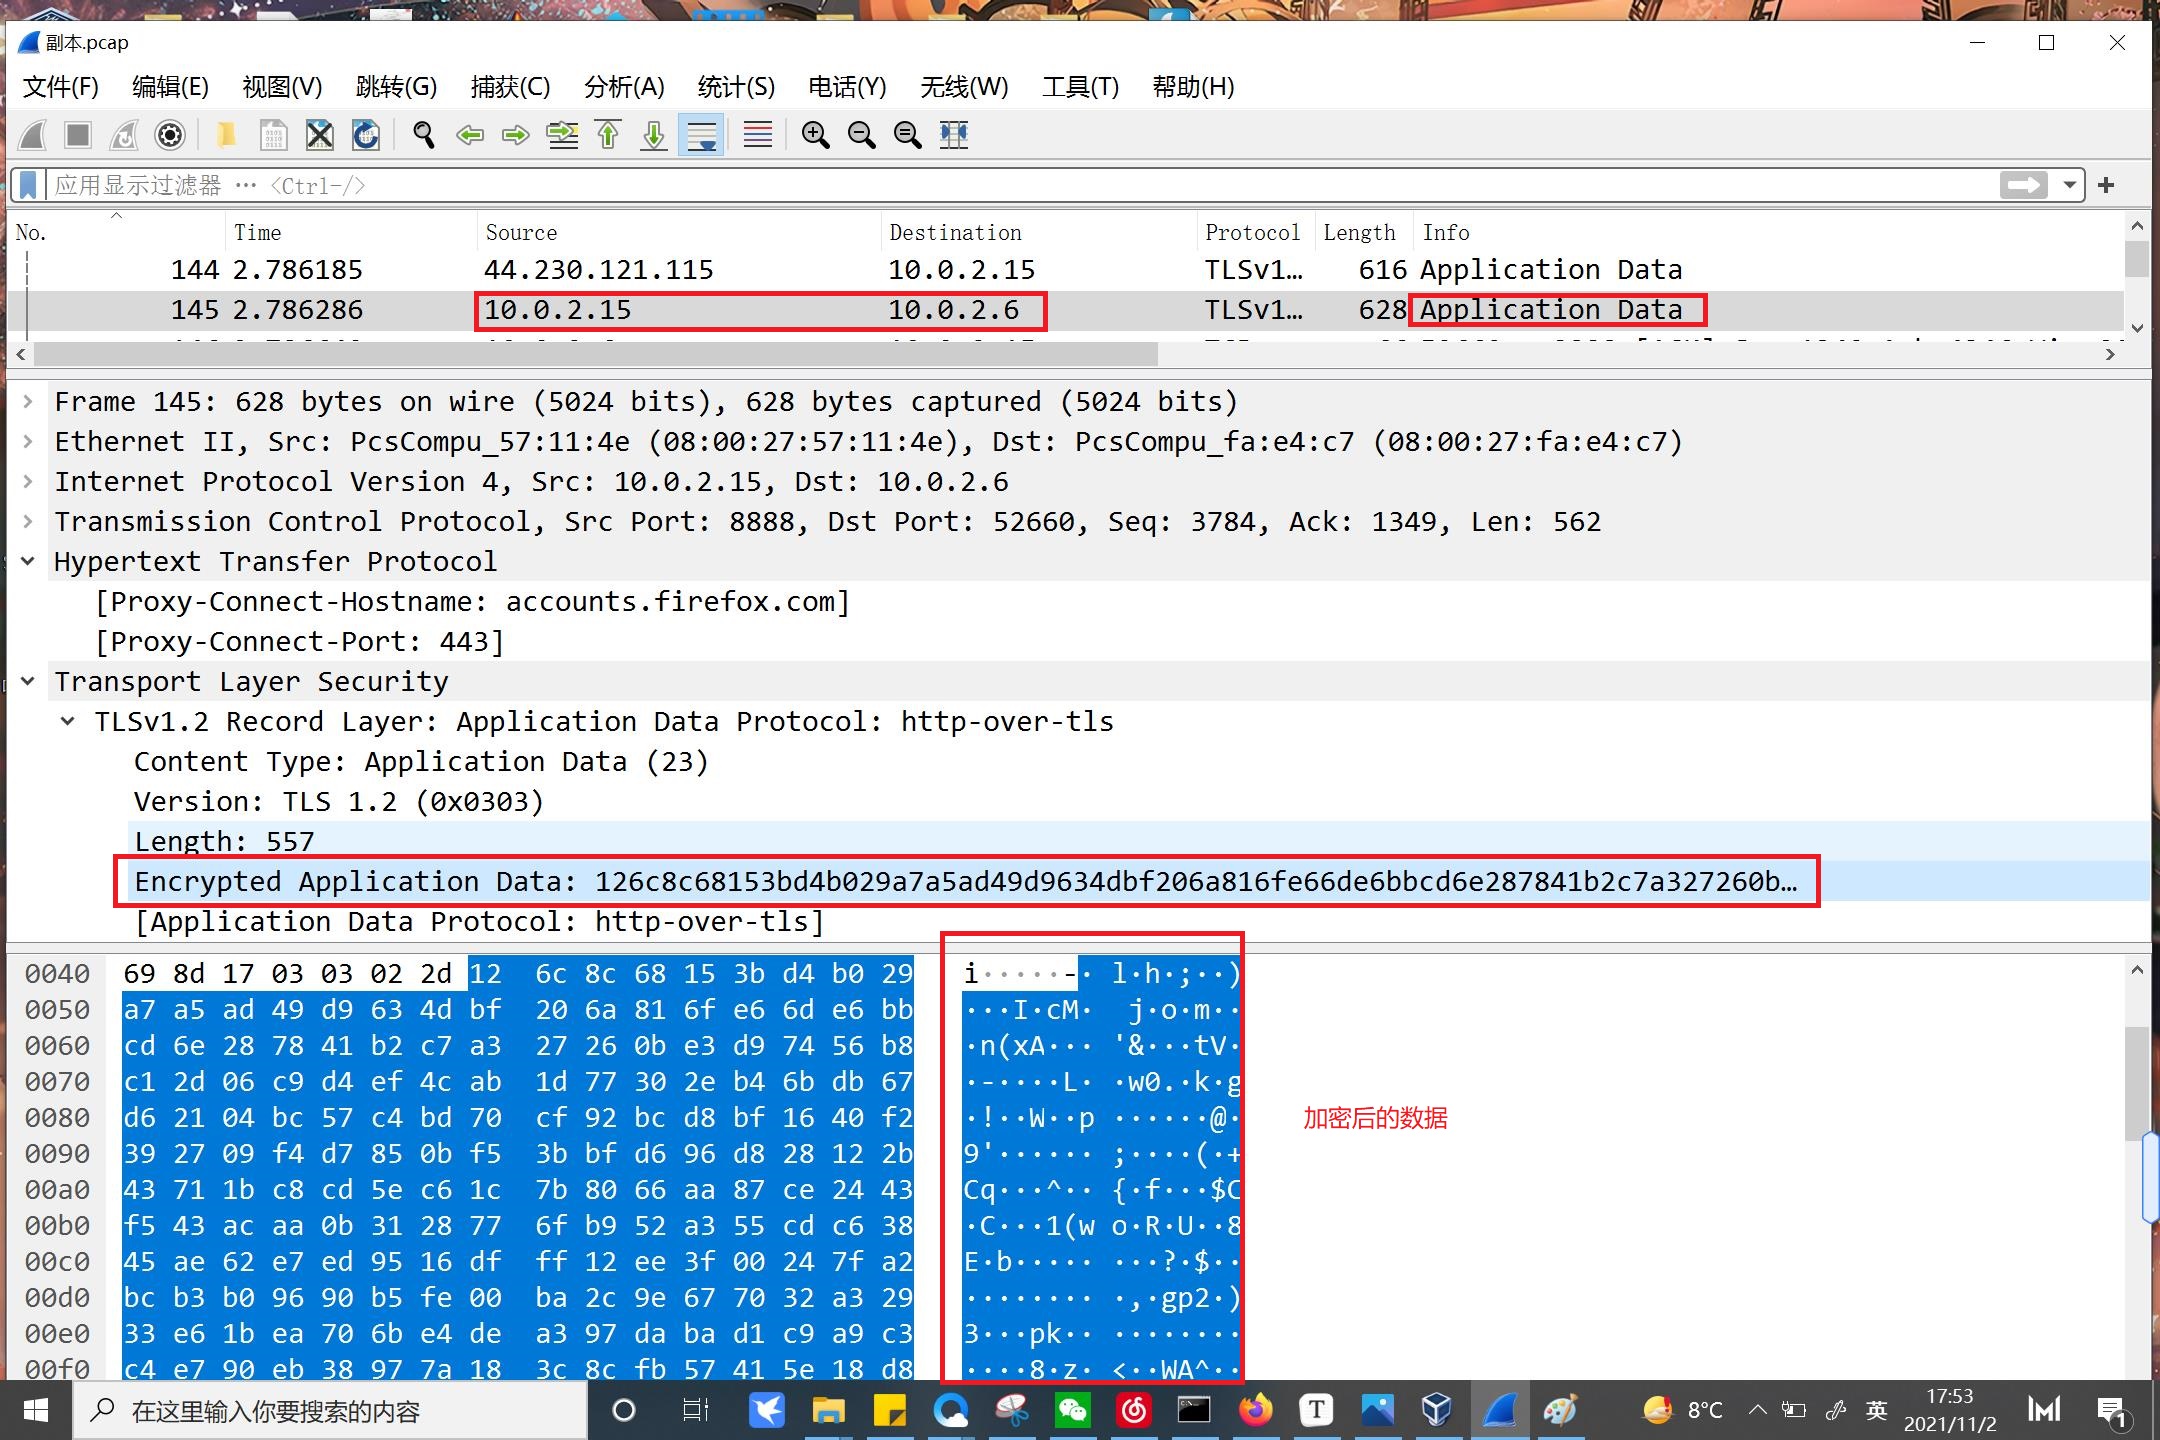 副本.pcap
文件(F) 编辑(E) 视图(V) 跳转(G) 捕获(C) 分析(A) 统计(S) 电话(Y) 无线(W) 工具(T) 帮助(H)
应用显示过滤器 … <Ctrl-/>
No. Time Source Destination Protocol Length Info
144 2.786185 44.230.121.115 10.0.2.15 TLSv1… 616 Application Data
145 2.786286 10.0.2.15 10.0.2.6 TLSv1… 628 Application Data
Frame 145: 628 bytes on wire (5024 bits), 628 bytes captured (5024 bits)
Ethernet II, Src: PcsCompu_57:11:4e (08:00:27:57:11:4e), Dst: PcsCompu_fa:e4:c7 (08:00:27:fa:e4:c7)
Internet Protocol Version 4, Src: 10.0.2.15, Dst: 10.0.2.6
Transmission Control Protocol, Src Port: 8888, Dst Port: 52660, Seq: 3784, Ack: 1349, Len: 562
Hypertext Transfer Protocol
[Proxy-Connect-Hostname: accounts.firefox.com]
[Proxy-Connect-Port: 443]
Transport Layer Security
TLSv1.2 Record Layer: Application Data Protocol: http-over-tls
Content Type: Application Data (23)
Version: TLS 1.2 (0x0303)
Length: 557
Encrypted Application Data: 126c8c68153bd4b029a7a5ad49d9634dbf206a816fe66de6bbcd6e287841b2c7a327260b…
[Application Data Protocol: http-over-tls]
0040 69 8d 17 03 03 02 2d 12 6c 8c 68 15 3b d4 b0 29 i·····-· l·h·;··)
0050 a7 a5 ad 49 d9 63 4d bf 20 6a 81 6f e6 6d e6 bb ···I·cM· j·o·m··
0060 cd 6e 28 78 41 b2 c7 a3 27 26 0b e3 d9 74 56 b8 ·n(xA··· '&···tV·
0070 c1 2d 06 c9 d4 ef 4c ab 1d 77 30 2e b4 6b db 67 ·-····L· ·w0.·k·g
0080 d6 21 04 bc 57 c4 bd 70 cf 92 bc d8 bf 16 40 f2 ·!··W··p ······@·
0090 39 27 09 f4 d7 85 0b f5 3b bf d6 96 d8 28 12 2b 9'······ ;····(·+
00a0 43 71 1b c8 cd 5e c6 1c 7b 80 66 aa 87 ce 24 43 Cq···^·· {·f···$C
00b0 f5 43 ac aa 0b 31 28 77 6f b9 52 a3 55 cd c6 38 ·C···1(w o·R·U··8
00c0 45 ae 62 e7 ed 95 16 df ff 12 ee 3f 00 24 7f a2 E·b····· ···?·$··
00d0 bc b3 b0 96 90 b5 fe 00 ba 2c 9e 67 70 32 a3 29 ········ ·,·gp2·)
00e0 33 e6 1b ea 70 6b e4 de a3 97 da ba d1 c9 a9 c3 3···pk·· ········
00f0 c4 e7 90 eb 38 97 7a 18 3c 8c fb 57 41 5e 18 d8 ····8·z· <··WA^··
加密后的数据
在这里输入你要搜索的内容
8°C
英
17:53
2021/11/2
1